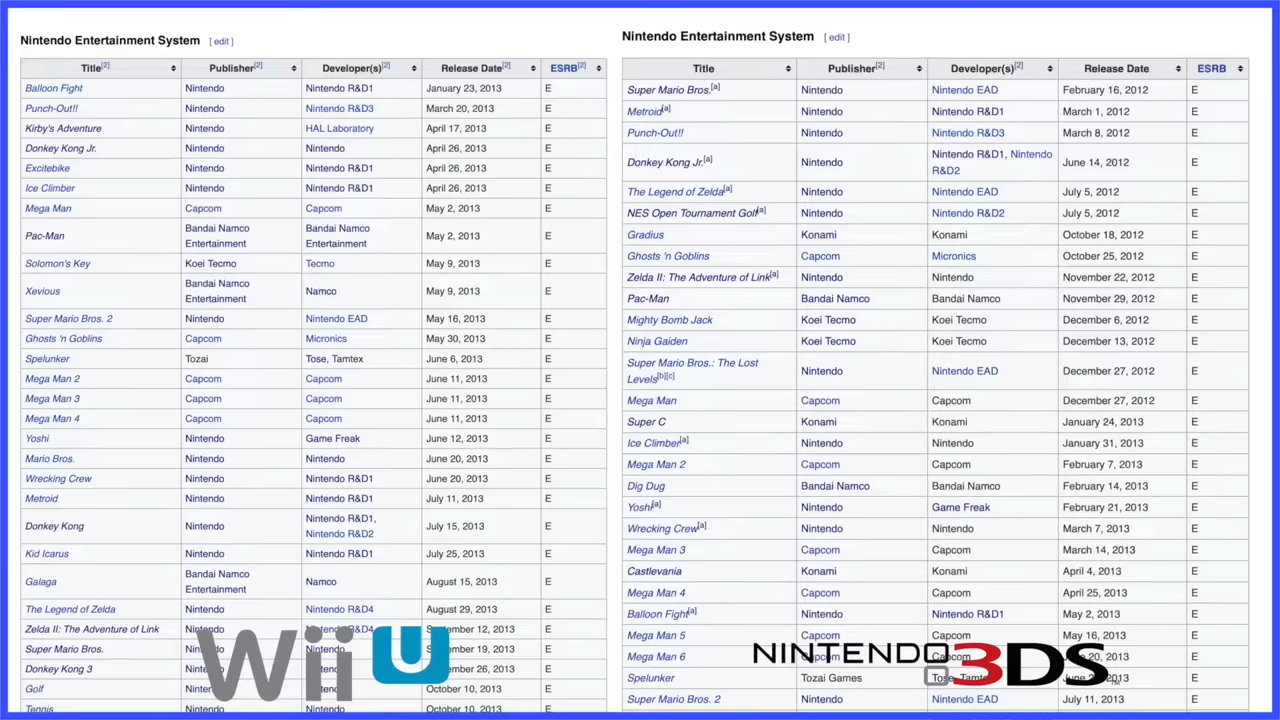 Nintendo Entertainment System [ edit ]
Title[2] Publisher[2] Developer(s)[2] Release Date[2] ESRB[2]
Balloon Fight Nintendo Nintendo R&D1 January 23, 2013 E
Punch-Out!! Nintendo Nintendo R&D3 March 20, 2013 E
Kirby's Adventure Nintendo HAL Laboratory April 17, 2013 E
Donkey Kong Jr. Nintendo Nintendo April 26, 2013 E
Excitebike Nintendo Nintendo R&D1 April 26, 2013 E
Ice Climber Nintendo Nintendo R&D1 April 26, 2013 E
Mega Man Capcom Capcom May 2, 2013 E
Pac-Man Bandai Namco Entertainment Bandai Namco Entertainment May 2, 2013 E
Solomon's Key Koei Tecmo Tecmo May 9, 2013 E
Xevious Bandai Namco Entertainment Namco May 9, 2013 E
Super Mario Bros. 2 Nintendo Nintendo EAD May 16, 2013 E
Ghosts 'n Goblins Capcom Micronics May 30, 2013 E
Spelunker Tozai Tose, Tamtex June 6, 2013 E
Mega Man 2 Capcom Capcom June 11, 2013 E
Mega Man 3 Capcom Capcom June 11, 2013 E
Mega Man 4 Capcom Capcom June 11, 2013 E
Yoshi Nintendo Game Freak June 12, 2013 E
Mario Bros. Nintendo Nintendo June 20, 2013 E
Wrecking Crew Nintendo Nintendo R&D1 June 20, 2013 E
Metroid Nintendo Nintendo R&D1 July 11, 2013 E
Donkey Kong Nintendo Nintendo R&D1, Nintendo R&D2 July 15, 2013 E
Kid Icarus Nintendo Nintendo R&D1 July 25, 2013 E
Galaga Bandai Namco Entertainment Namco August 15, 2013 E
The Legend of Zelda Nintendo Nintendo R&D4 August 29, 2013 E
Zelda II: The Adventure of Link Nintendo Nintendo R&D4 12, 2013 E
Super Mario Bros. Nintendo 19, 2013 E
Donkey Kong 3 26, 2013 E
Golf October 10, 2013 E
Tennis October 10, 2013 E
WiiU
Nintendo Entertainment System [ edit ]
Title Publisher[2] Developer(s)[2] Release Date ESRB
Super Mario Bros.[a] Nintendo Nintendo EAD February 16, 2012 E
Metroid[a] Nintendo Nintendo R&D1 March 1, 2012 E
Punch-Out!! Nintendo Nintendo R&D3 March 8, 2012 E
Donkey Kong Jr.[a] Nintendo Nintendo R&D1, Nintendo R&D2 June 14, 2012 E
The Legend of Zelda[a] Nintendo Nintendo EAD July 5, 2012 E
NES Open Tournament Golf[a] Nintendo Nintendo R&D2 July 5, 2012 E
Gradius Konami Konami October 18, 2012 E
Ghosts 'n Goblins Capcom Micronics October 25, 2012 E
Zelda II: The Adventure of Link[a] Nintendo Nintendo November 22, 2012 E
Pac-Man Bandai Namco Bandai Namco November 29, 2012 E
Mighty Bomb Jack Koei Tecmo Koei Tecmo December 6, 2012 E
Ninja Gaiden Koei Tecmo Koei Tecmo December 13, 2012 E
Super Mario Bros.: The Lost Levels[b][c] Nintendo Nintendo EAD December 27, 2012 E
Mega Man Capcom Capcom December 27, 2012 E
Super C Konami Konami January 24, 2013 E
Ice Climber[a] Nintendo Nintendo January 31, 2013 E
Mega Man 2 Capcom Capcom February 7, 2013 E
Dig Dug Bandai Namco Bandai Namco February 14, 2013 E
Yoshi[a] Nintendo Game Freak February 21, 2013 E
Wrecking Crew[a] Nintendo Nintendo March 7, 2013 E
Mega Man 3 Capcom Capcom March 14, 2013 E
Castlevania Konami Konami April 4, 2013 E
Mega Man 4 Capcom Capcom April 25, 2013 E
Balloon Fight[a] Nintendo Nintendo R&D1 May 2, 2013 E
Mega Man 5 Capcom Capcom May 16, 2013 E
Mega Man 6 Capcom Capcom 20, 2013 E
Spelunker Tozai Games 2013 E
Super Mario Bros. 2 Nintendo Nintendo EAD July 11, 2013 E
NINTENDO 3DS